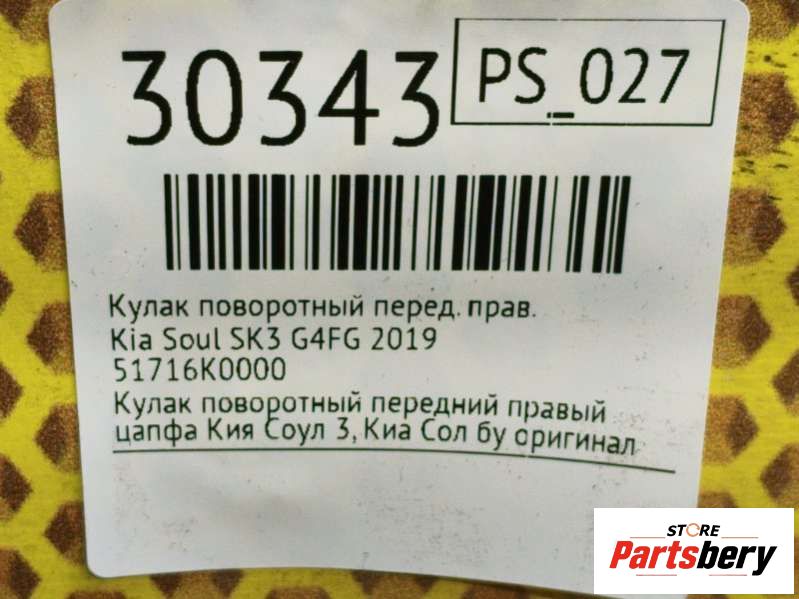 30343
PS_027
Кулак поворотный перед. прав.
Kia Soul SK3 G4FG 2019
51716K0000
Кулак поворотный передний правый
цапфа Кия Соул 3, Киа Сол бу оригинал
STORE
Partsbery